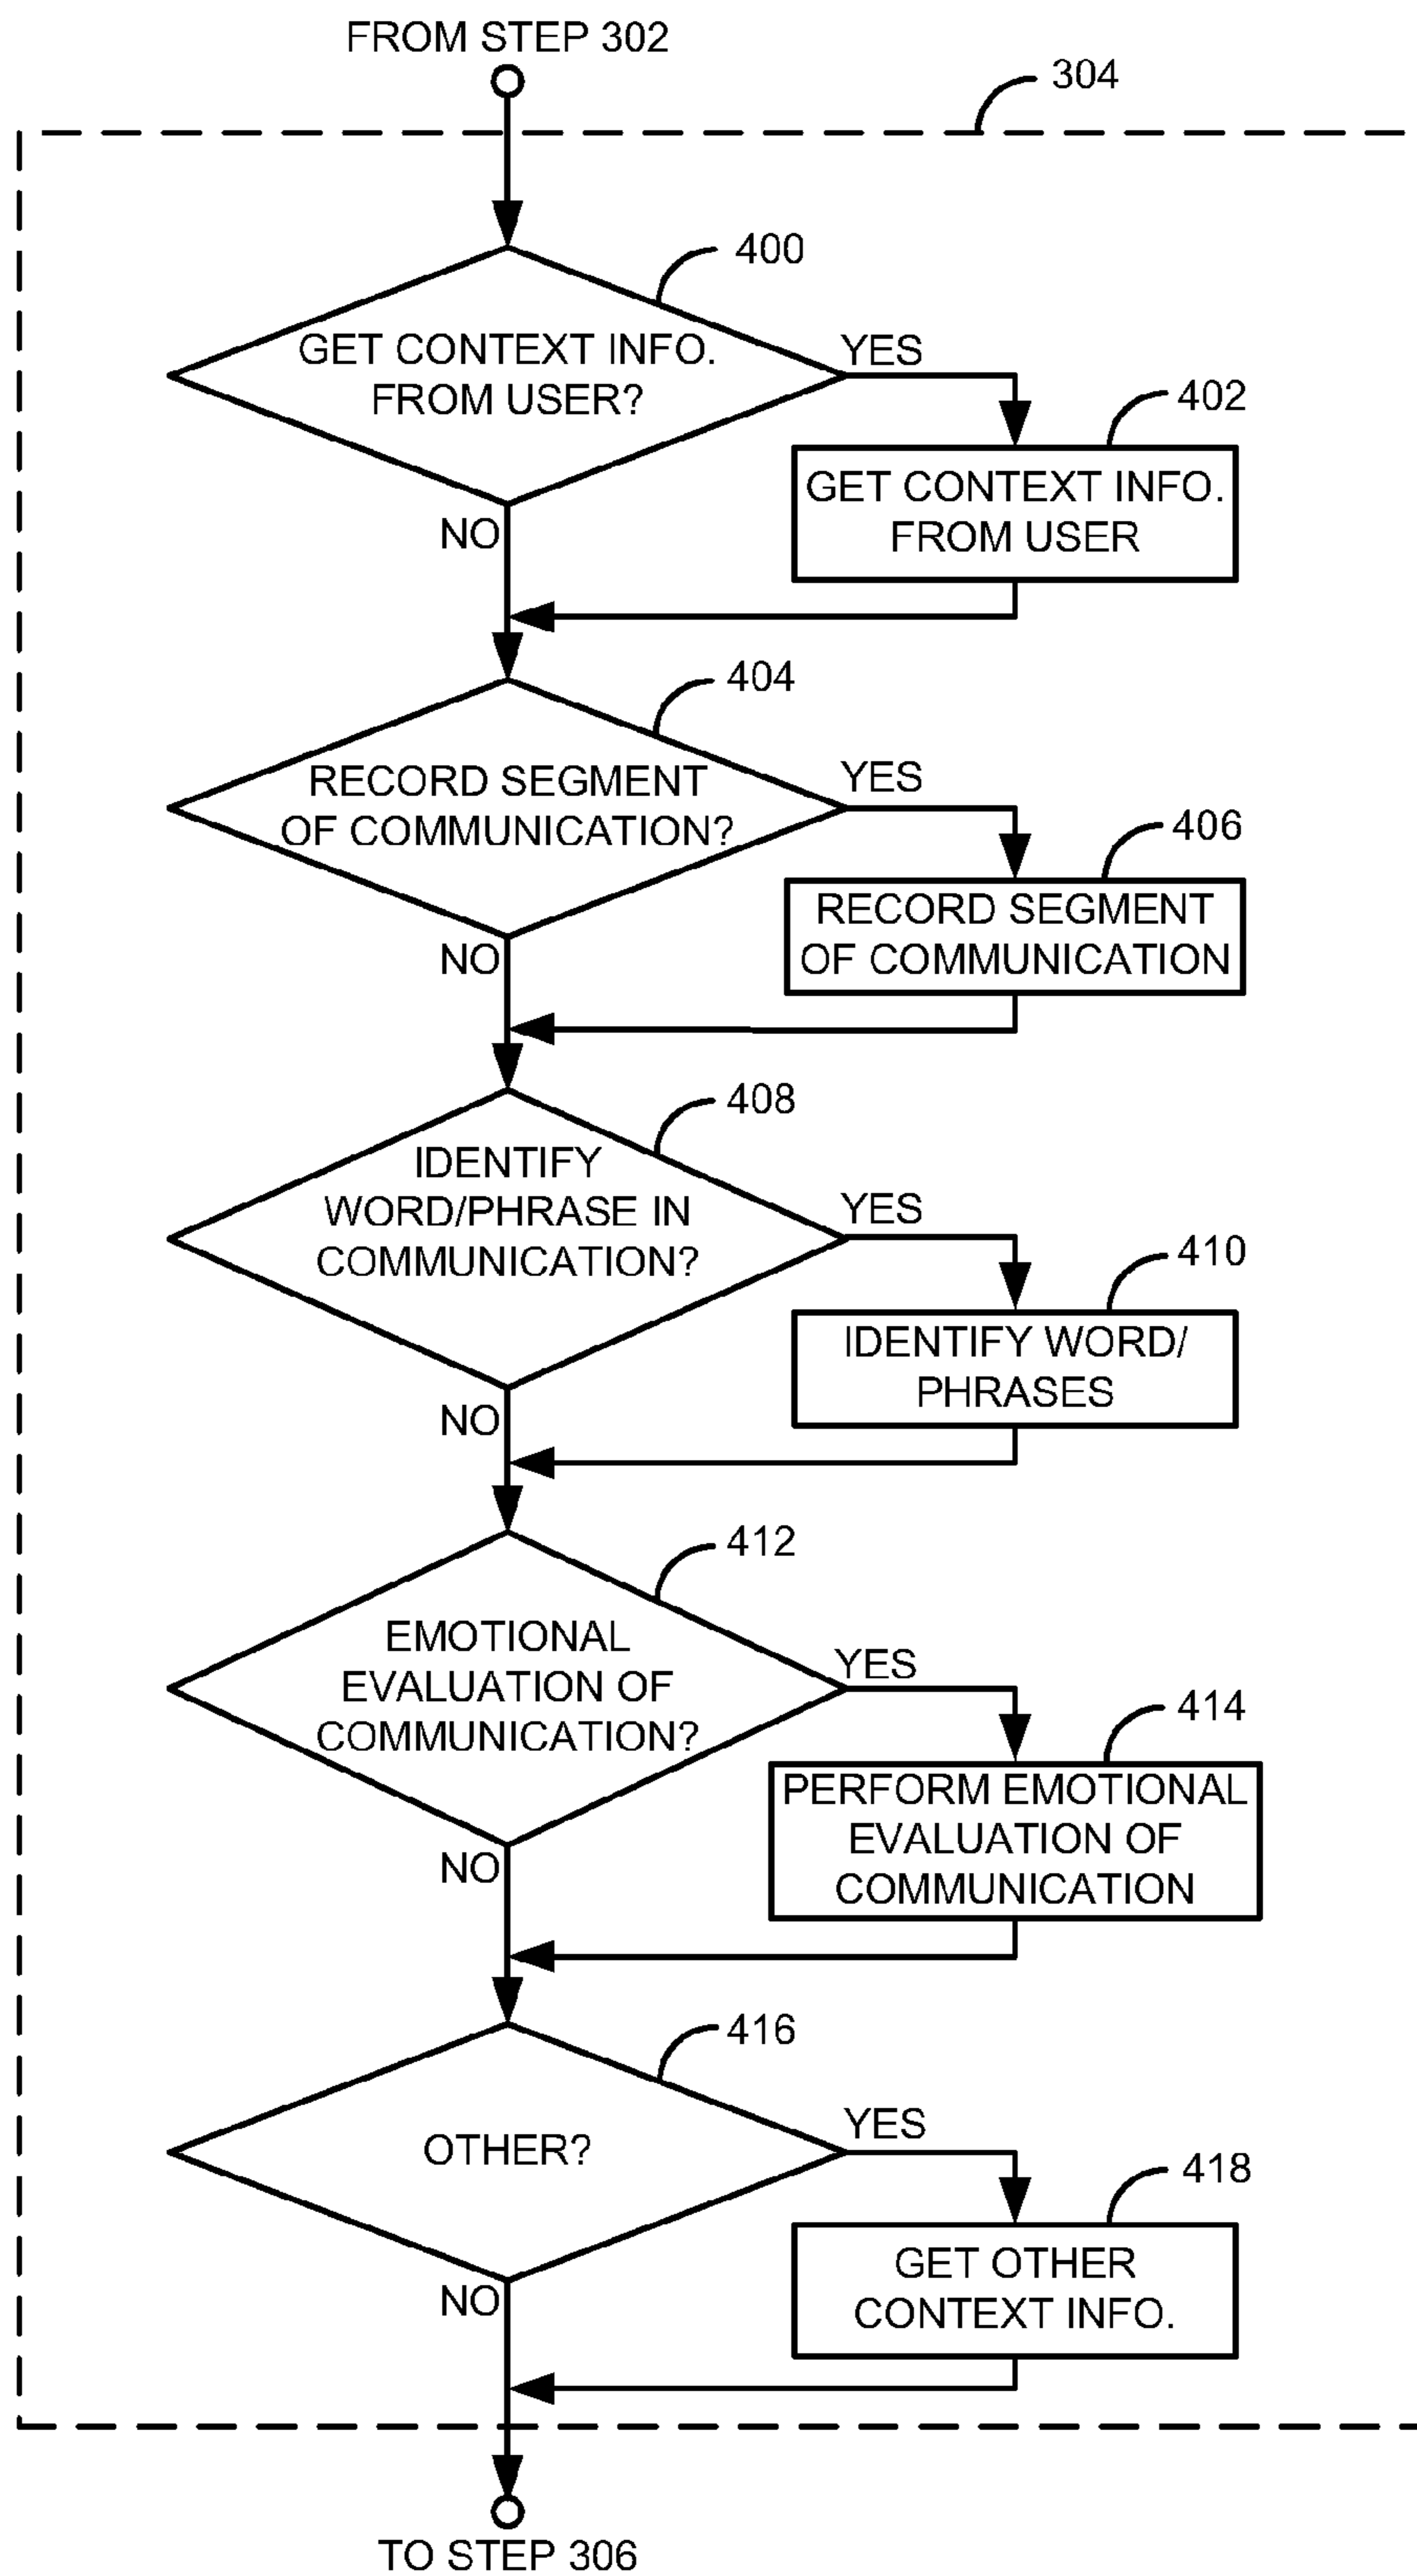 FROM STEP 302
304
400
GET CONTEXT INFO.
FROM USER?
YES
402
GET CONTEXT INFO.
FROM USER
NO
404
RECORD SEGMENT
OF COMMUNICATION?
YES
406
RECORD SEGMENT
OF COMMUNICATION
NO
408
IDENTIFY
WORD/PHRASE IN
COMMUNICATION?
YES
410
IDENTIFY WORD/
PHRASES
NO
412
EMOTIONAL
EVALUATION OF
COMMUNICATION?
YES
414
PERFORM EMOTIONAL
EVALUATION OF
COMMUNICATION
NO
416
OTHER?
YES
418
GET OTHER
CONTEXT INFO.
NO
TO STEP 306